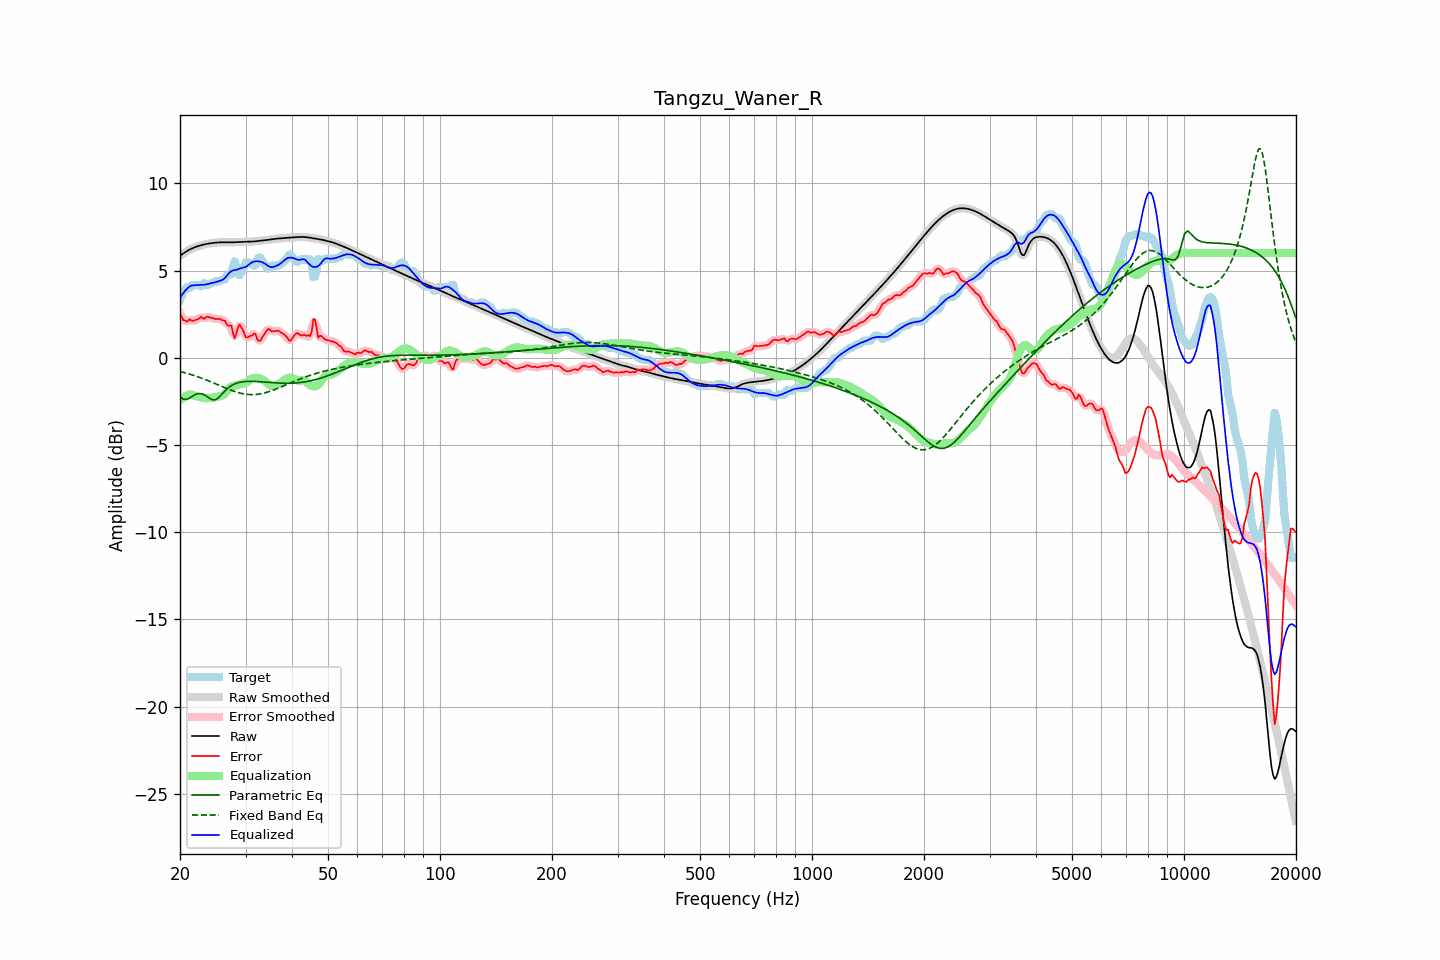 Tangzu_Waner_R
Amplitude (dBr)
10
5
0
−5
−10
−15
−20
−25
Target
Raw Smoothed
Error Smoothed
Raw
Error
Equalization
Parametric Eq
Fixed Band Eq
Equalized
20 50 100 200 500 1000 2000 5000 10000 20000
Frequency (Hz)